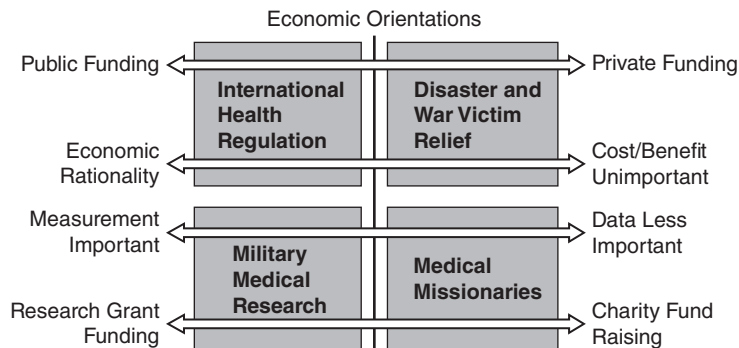 Economic Orientations
Public Funding
Private Funding
International
Health
Regulation
Disaster and
War Victim
Relief
Economic
Rationality
Cost/Benefit
Unimportant
Measurement
Important
Data Less
Important
Military
Medical
Research
Medical
Missionaries
Research Grant
Funding
Charity Fund
Raising